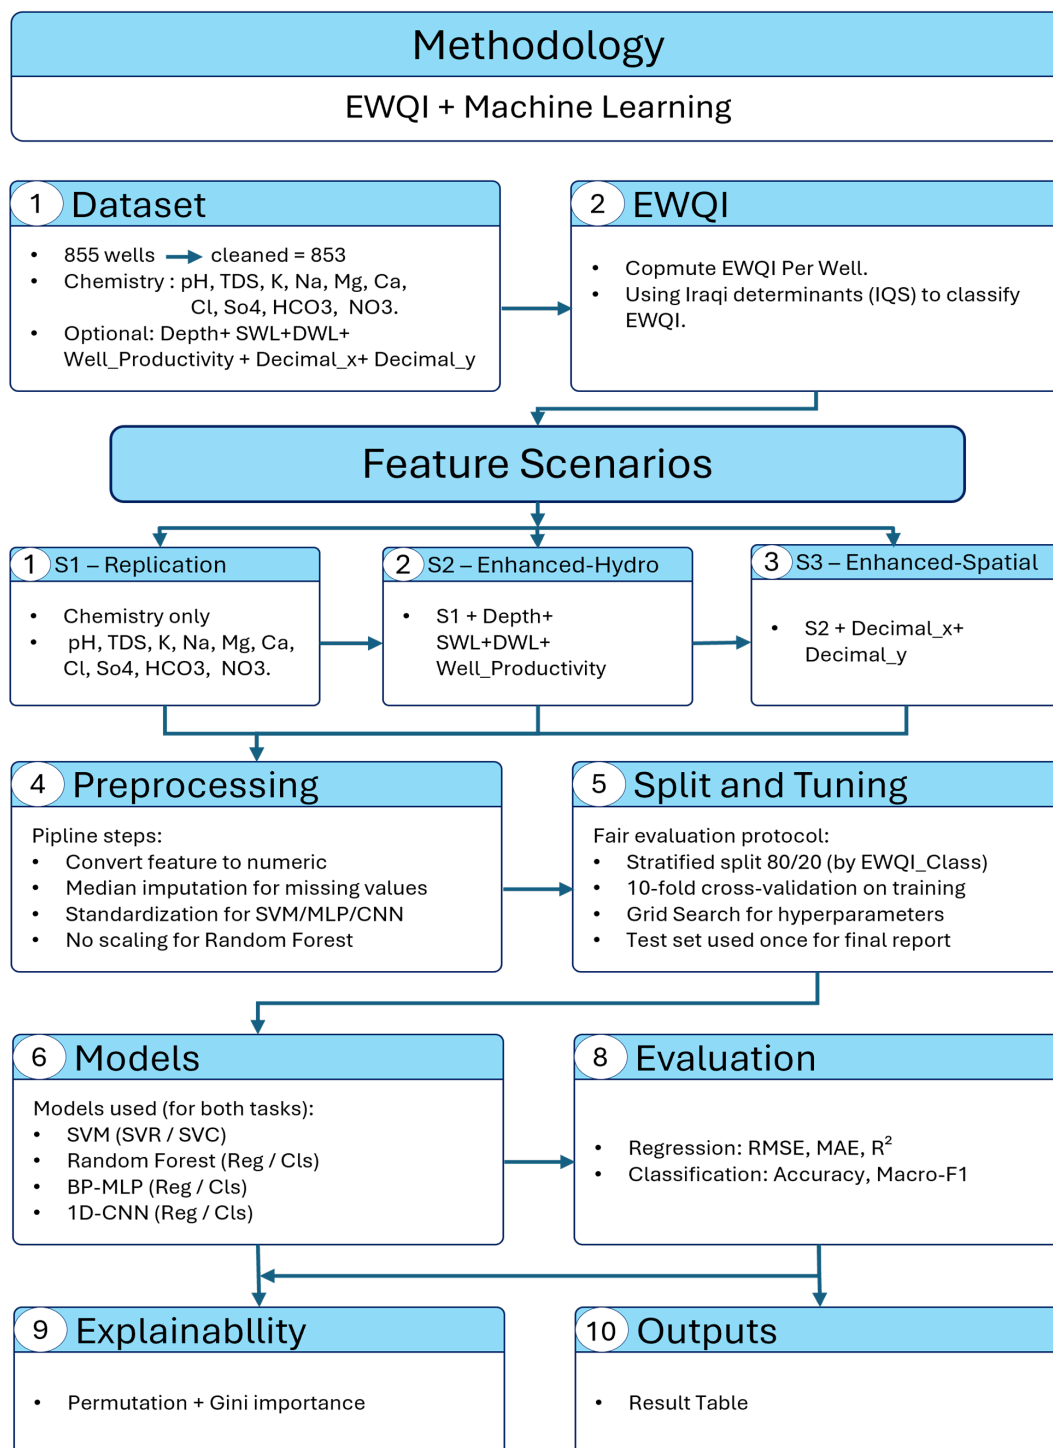 Methodology
EWQI + Machine Learning
1 Dataset
• 855 wells → cleaned = 853
• Chemistry : pH, TDS, K, Na, Mg, Ca,
Cl, So4, HCO3, NO3.
• Optional: Depth+ SWL+DWL+
Well_Productivity + Decimal_x+ Decimal_y
2 EWQI
• Copmute EWQI Per Well.
• Using Iraqi determinants (IQS) to classify
EWQI.
Feature Scenarios
1 S1 – Replication
• Chemistry only
• pH, TDS, K, Na, Mg, Ca,
Cl, So4, HCO3, NO3.
2 S2 – Enhanced-Hydro
• S1 + Depth+
SWL+DWL+
Well_Productivity
3 S3 – Enhanced-Spatial
• S2 + Decimal_x+
Decimal_y
4 Preprocessing
Pipline steps:
• Convert feature to numeric
• Median imputation for missing values
• Standardization for SVM/MLP/CNN
• No scaling for Random Forest
5 Split and Tuning
Fair evaluation protocol:
• Stratified split 80/20 (by EWQI_Class)
• 10-fold cross-validation on training
• Grid Search for hyperparameters
• Test set used once for final report
6 Models
Models used (for both tasks):
• SVM (SVR / SVC)
• Random Forest (Reg / Cls)
• BP-MLP (Reg / Cls)
• 1D-CNN (Reg / Cls)
8 Evaluation
• Regression: RMSE, MAE, R²
• Classification: Accuracy, Macro-F1
9 Explainabllity
• Permutation + Gini importance
10 Outputs
• Result Table